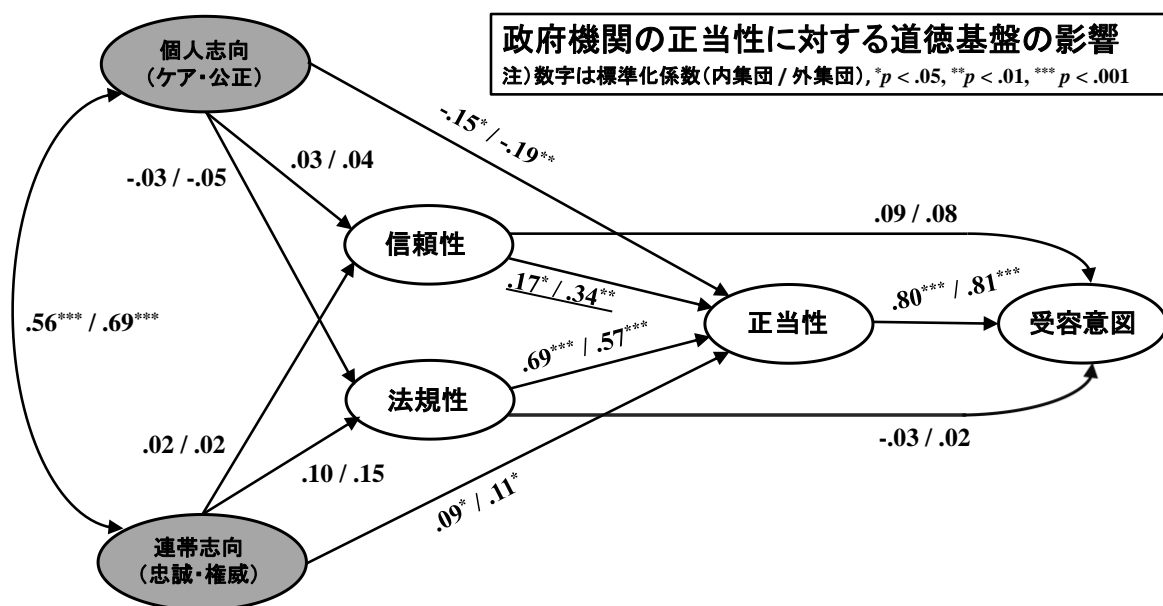 政府機関の正当性に対する道徳基盤の影響
注)数字は標準化係数(内集団 / 外集団), *p < .05, **p < .01, *** p < .001
個人志向
(ケア・公正)
-.15* / -.19**
.03 / .04
-.03 / -.05
信頼性
.09 / .08
.17* / .34**
.80*** / .81***
正当性
受容意図
.56*** / .69***
.69*** / .57***
法規性
.02 / .02
-.03 / .02
.10 / .15
.09* / .11*
連帯志向
(忠誠・権威)